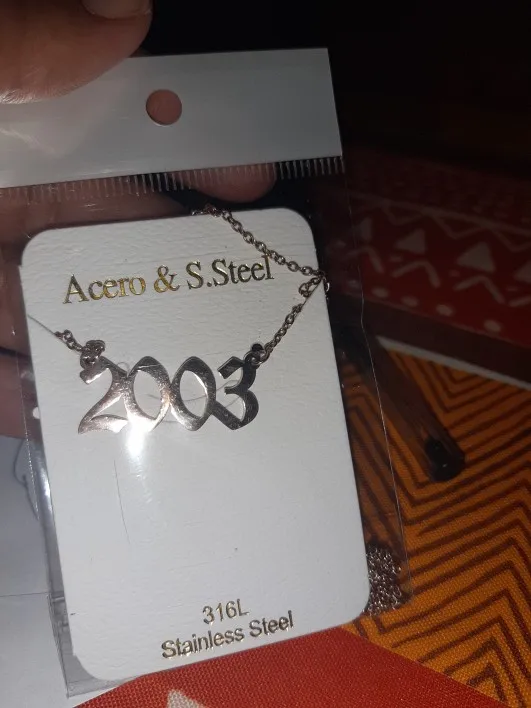 Acero & S.Steel
2003
316L
Stainless Steel